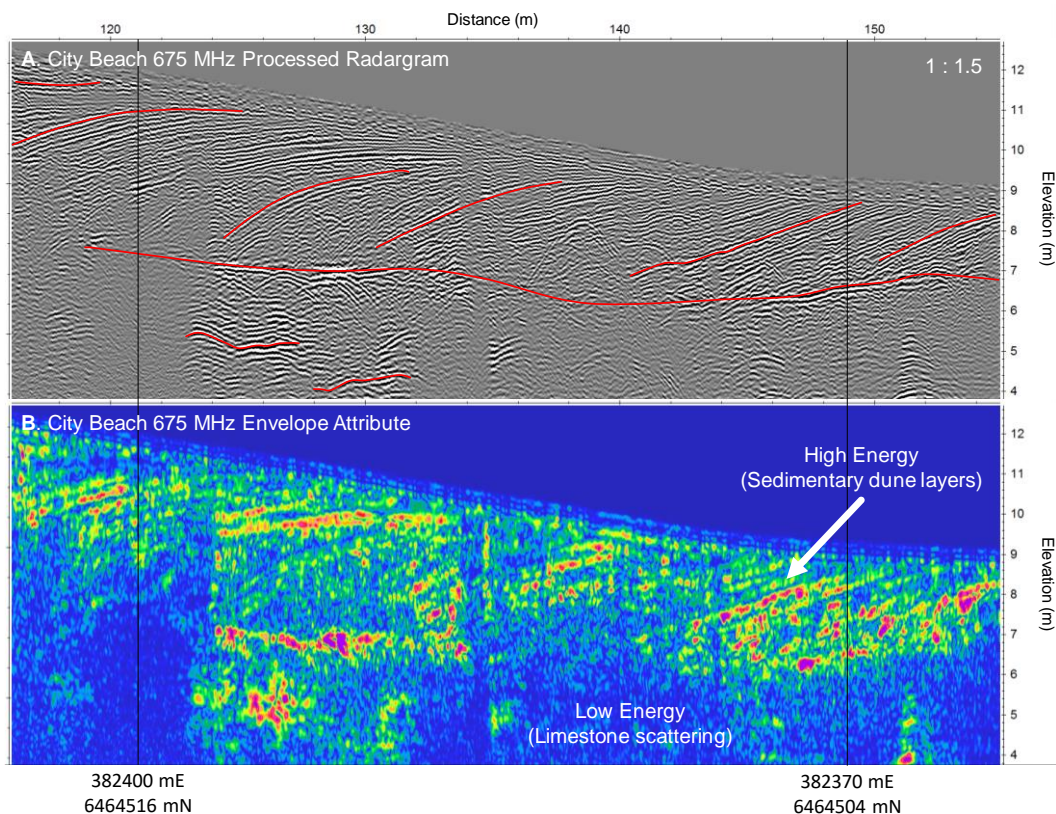 Distance (m)
120 130 140 150
A. City Beach 675 MHz Processed Radargram
1 : 1.5
12
11
10
9
8
7
6
5
4
Elevation (m)
B. City Beach 675 MHz Envelope Attribute
High Energy
(Sedimentary dune layers)
Low Energy
(Limestone scattering)
12
11
10
9
8
7
6
5
4
Elevation (m)
382400 mE
6464516 mN
382370 mE
6464504 mN